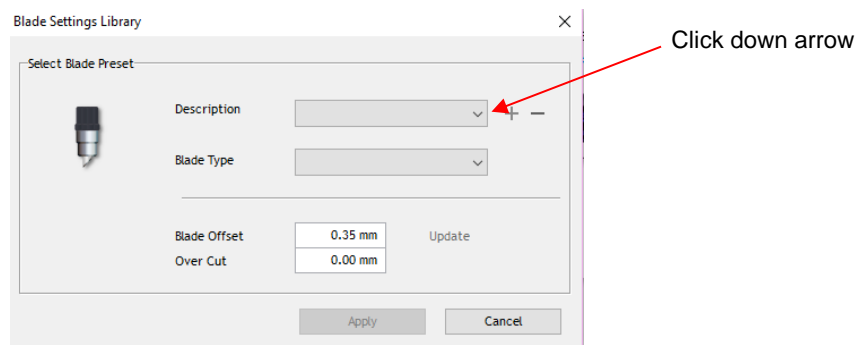 Blade Settings Library
Click down arrow
Select Blade Preset
Description
Blade Type
Blade Offset 0.35 mm Update
Over Cut 0.00 mm
Apply Cancel